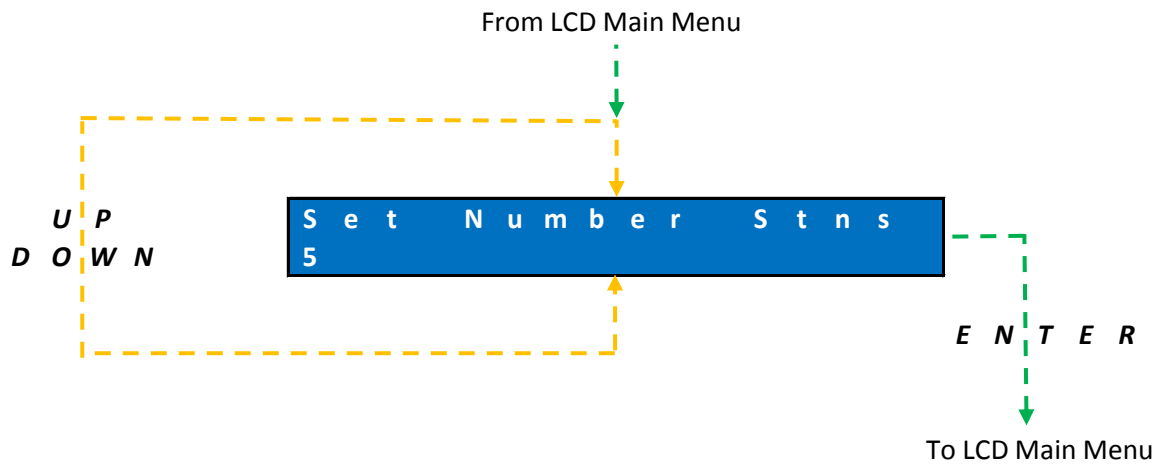 From LCD Main Menu
UP
DOWN
Set Number Stns
5
ENTER
To LCD Main Menu